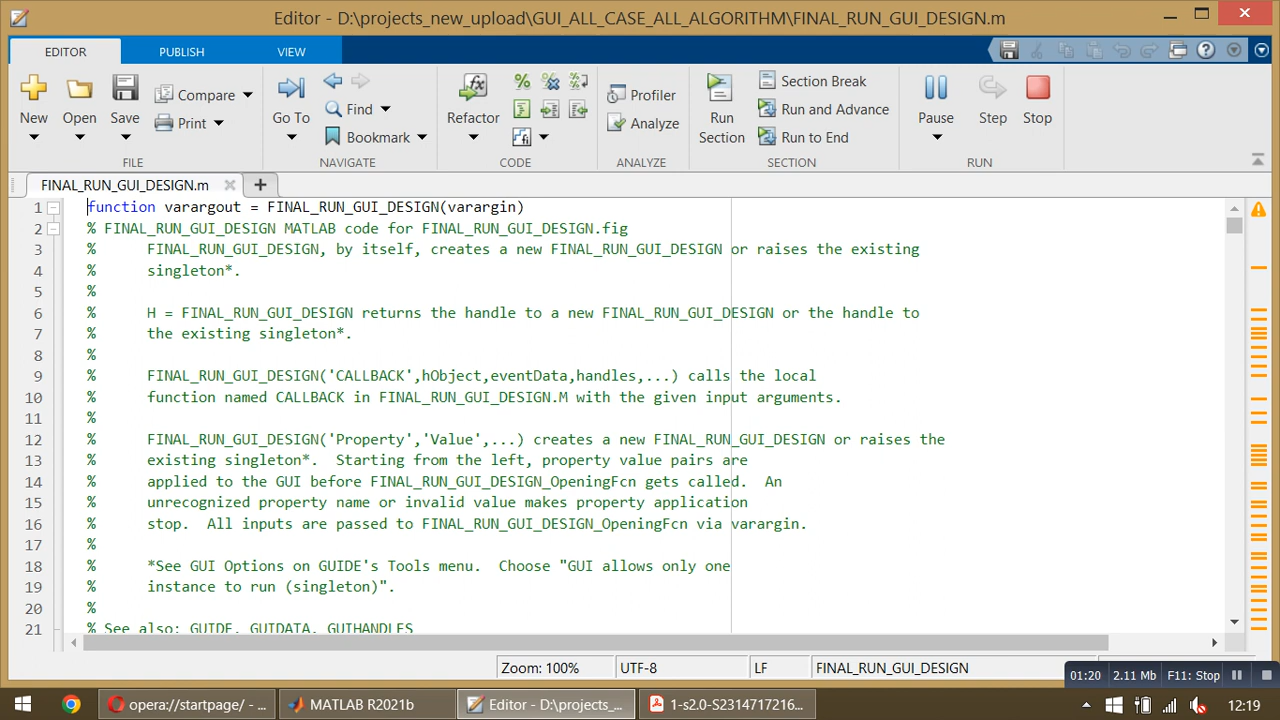 Editor - D:\projects_new_upload\GUI_ALL_CASE_ALL_ALGORITHM\FINAL_RUN_GUI_DESIGN.m
EDITOR PUBLISH VIEW
New Open Save Compare Print Go To Find Bookmark Refactor Profiler Analyze Run Section Section Break Run and Advance Run to End Pause Step Stop
FILE NAVIGATE CODE ANALYZE SECTION RUN
FINAL_RUN_GUI_DESIGN.m
1 function varargout = FINAL_RUN_GUI_DESIGN(varargin)
2 % FINAL_RUN_GUI_DESIGN MATLAB code for FINAL_RUN_GUI_DESIGN.fig
3 % FINAL_RUN_GUI_DESIGN, by itself, creates a new FINAL_RUN_GUI_DESIGN or raises the existing
4 % singleton*.
5 %
6 % H = FINAL_RUN_GUI_DESIGN returns the handle to a new FINAL_RUN_GUI_DESIGN or the handle to
7 % the existing singleton*.
8 %
9 % FINAL_RUN_GUI_DESIGN('CALLBACK',hObject,eventData,handles,...) calls the local
10 % function named CALLBACK in FINAL_RUN_GUI_DESIGN.M with the given input arguments.
11 %
12 % FINAL_RUN_GUI_DESIGN('Property','Value',...) creates a new FINAL_RUN_GUI_DESIGN or raises the
13 % existing singleton*. Starting from the left, property value pairs are
14 % applied to the GUI before FINAL_RUN_GUI_DESIGN_OpeningFcn gets called. An
15 % unrecognized property name or invalid value makes property application
16 % stop. All inputs are passed to FINAL_RUN_GUI_DESIGN_OpeningFcn via varargin.
17 %
18 % *See GUI Options on GUIDE's Tools menu. Choose "GUI allows only one
19 % instance to run (singleton)".
20 %
21 % See also: GUIDE, GUIDATA, GUIHANDLES
Zoom: 100% UTF-8 LF FINAL_RUN_GUI_DESIGN
01:20 2.11 Mb F11: Stop
opera://startpage/ - ... MATLAB R2021b Editor - D:\projects_... 1-s2.0-S2314717216... 12:19